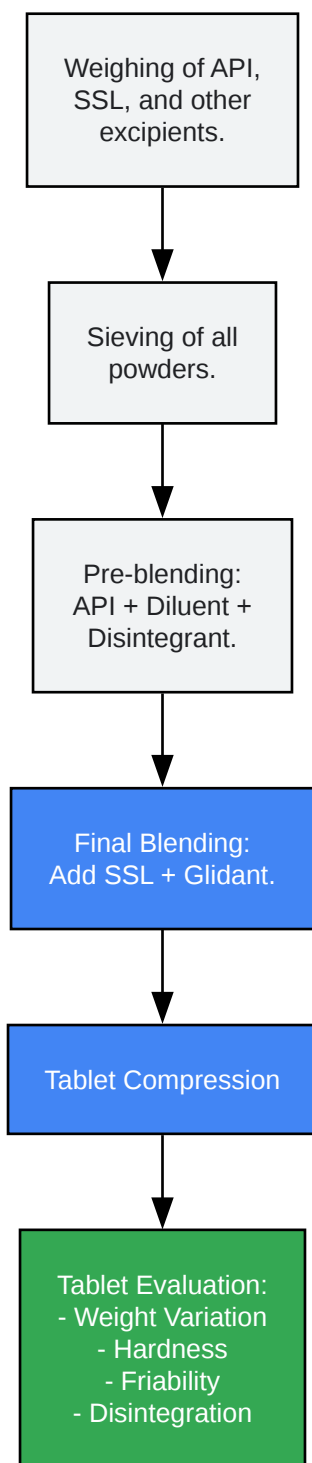 Weighing of API,
SSL, and other
excipients.
Sieving of all
powders.
Pre-blending:
API + Diluent +
Disintegrant.
Final Blending:
Add SSL + Glidant.
Tablet Compression
Tablet Evaluation:
- Weight Variation
- Hardness
- Friability
- Disintegration